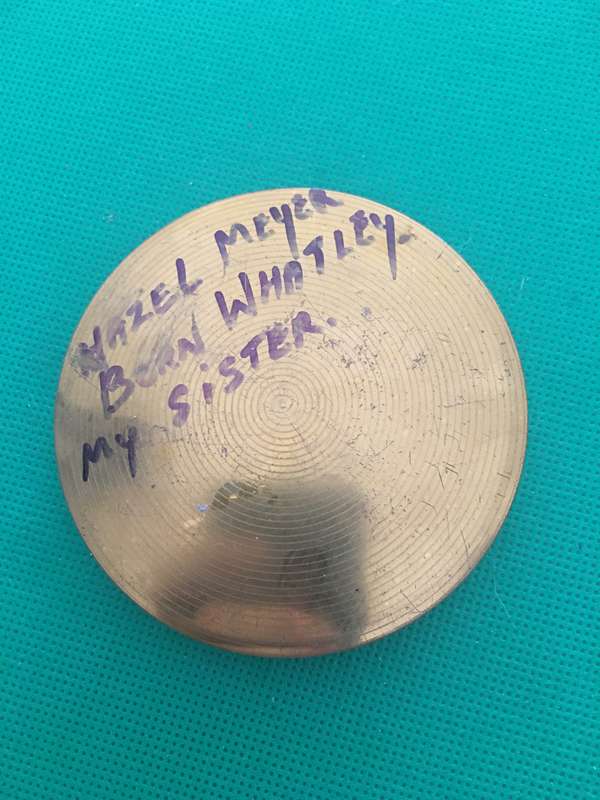 HAZEL MEYER
BORN WHATLEY.
MY SISTER.